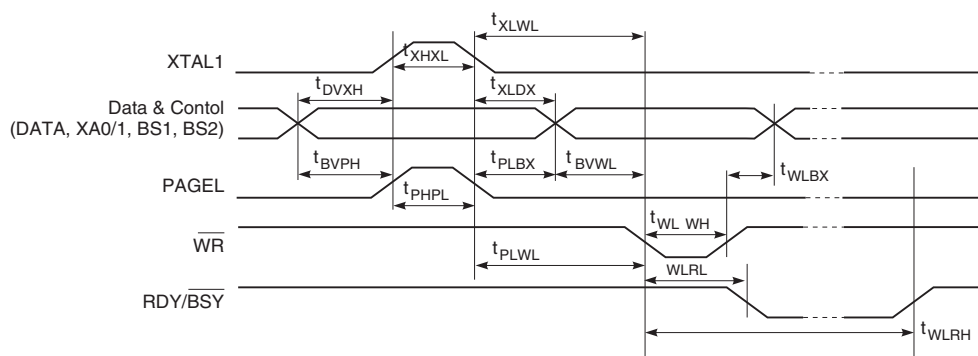 tXLWL
XTAL1
tXHXL
tDVXH
tXLDX
Data & Contol
(DATA, XA0/1, BS1, BS2)
tBVPH
tPLBX
tBVWL
tWLBX
PAGEL
tPHPL
tWL WH
WR
tPLWL
WLRL
RDY/BSY
tWLRH